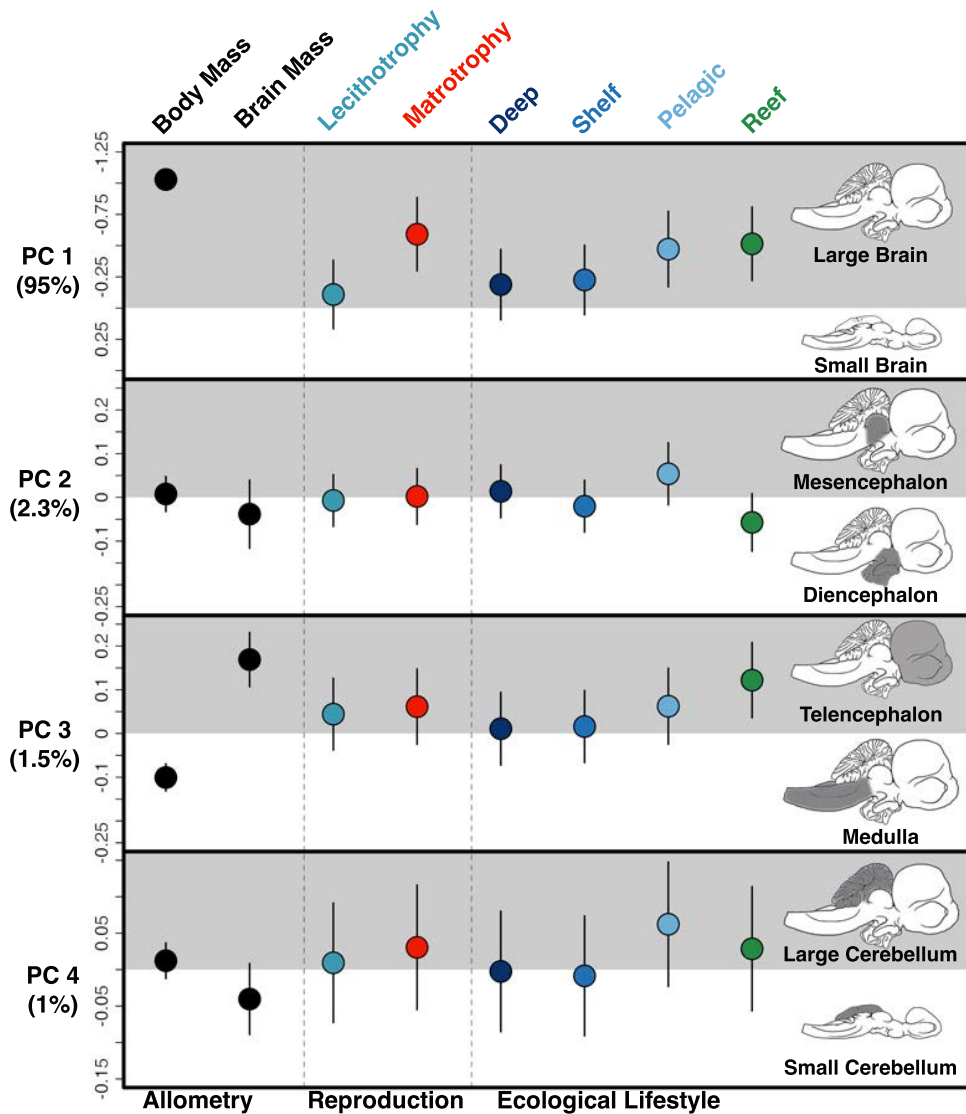 Body Mass
Brain Mass
Lecithotrophy
Matrotrophy
Deep
Shelf
Pelagic
Reef
PC 1
(95%)
-1.25
-0.75
-0.25
0.25
Large Brain
Small Brain
PC 2
(2.3%)
0.2
0.1
0
-0.1
-0.25
Mesencephalon
Diencephalon
PC 3
(1.5%)
0.2
0.1
0
-0.1
-0.25
Telencephalon
Medulla
PC 4
(1%)
0.05
-0.05
-0.15
Large Cerebellum
Small Cerebellum
Allometry
Reproduction
Ecological Lifestyle